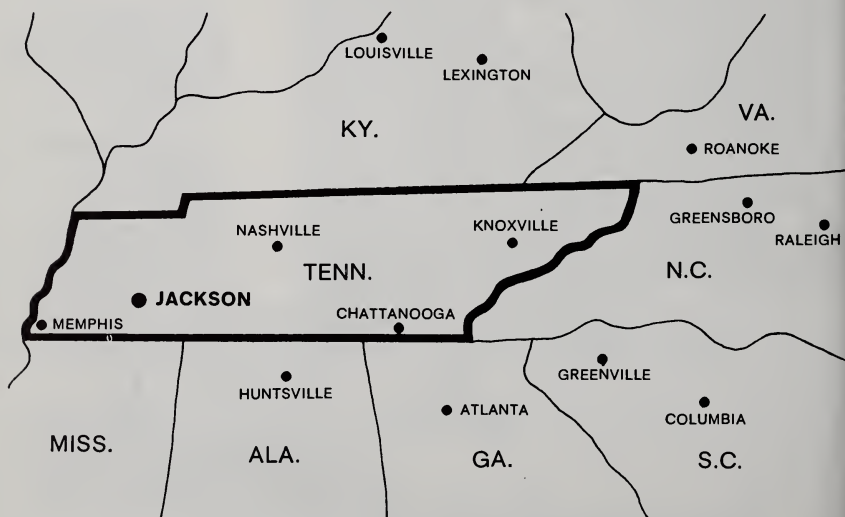 LOUISVILLE
LEXINGTON
KY.
VA.
ROANOKE
NASHVILLE
KNOXVILLE
GREENSBORO
RALEIGH
TENN.
N.C.
JACKSON
CHATTANOOGA
MEMPHIS
HUNTSVILLE
GREENVILLE
ATLANTA
COLUMBIA
MISS.
ALA.
GA.
S.C.